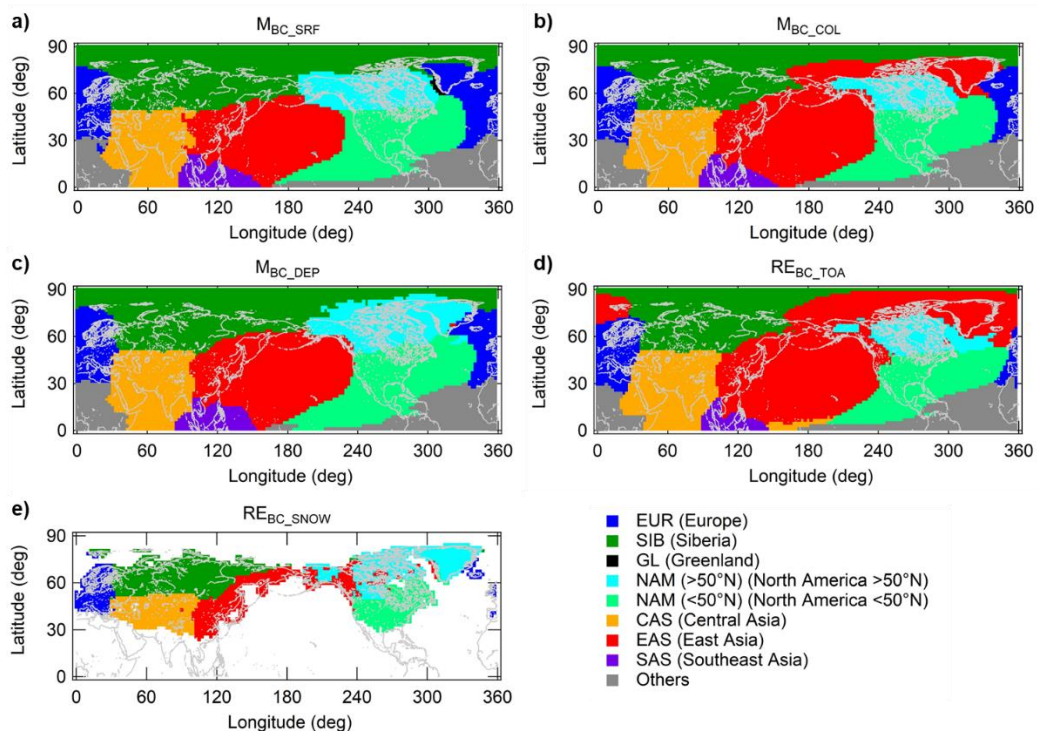 a)
M_BC_SRF
90
60
30
0
Latitude (deg)
0 60 120 180 240 300 360
Longitude (deg)
b)
M_BC_COL
90
60
30
0
Latitude (deg)
0 60 120 180 240 300 360
Longitude (deg)
c)
M_BC_DEP
90
60
30
0
Latitude (deg)
0 60 120 180 240 300 360
Longitude (deg)
d)
RE_BC_TOA
90
60
30
0
Latitude (deg)
0 60 120 180 240 300 360
Longitude (deg)
e)
RE_BC_SNOW
90
60
30
0
Latitude (deg)
0 60 120 180 240 300 360
Longitude (deg)
EUR (Europe)
SIB (Siberia)
GL (Greenland)
NAM (>50°N) (North America >50°N)
NAM (<50°N) (North America <50°N)
CAS (Central Asia)
EAS (East Asia)
SAS (Southeast Asia)
Others